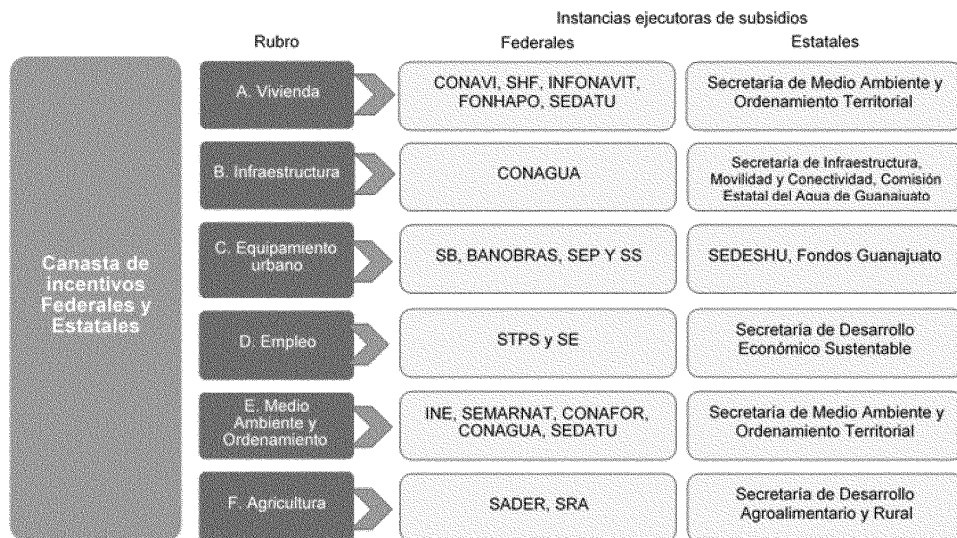 Instancias ejecutoras de subsidios
Rubro
Federales
Estatales
Canasta de
incentivos
Federales y
Estatales
A. Vivienda
CONAVI, SHF, INFONAVIT,
FONHAPO, SEDATU
Secretaría de Medio Ambiente y
Ordenamiento Territorial
B. Infraestructura
CONAGUA
Secretaría de Infraestructura,
Movilidad y Conectividad, Comisión
Estatal del Agua de Guanajuato
C. Equipamiento
urbano
SB, BANOBRAS, SEP Y SS
SEDESHU, Fondos Guanajuato
D. Empleo
STPS y SE
Secretaría de Desarrollo
Económico Sustentable
E. Medio
Ambiente y
Ordenamiento
INE, SEMARNAT, CONAFOR,
CONAGUA, SEDATU
Secretaría de Medio Ambiente y
Ordenamiento Territorial
F. Agricultura
SADER, SRA
Secretaría de Desarrollo
Agroalimentario y Rural